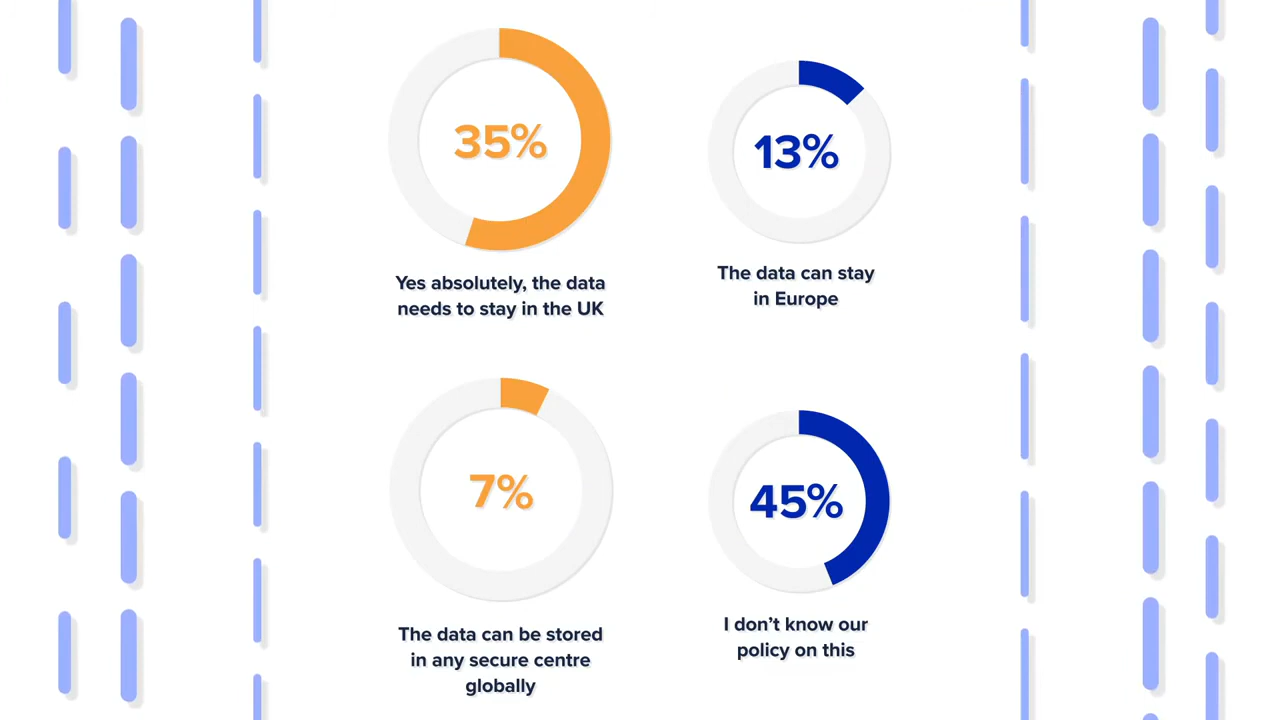 35%
Yes absolutely, the data
needs to stay in the UK
13%
The data can stay
in Europe
7%
The data can be stored
in any secure centre
globally
45%
I don’t know our
policy on this